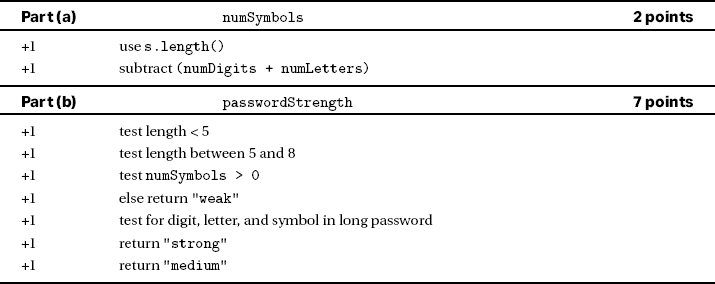 Part (a) numSymbols 2 points
+1 use s.length()
+1 subtract (numDigits + numLetters)
Part (b) passwordStrength 7 points
+1 test length < 5
+1 test length between 5 and 8
+1 test numSymbols > 0
+1 else return "weak"
+1 test for digit, letter, and symbol in long password
+1 return "strong"
+1 return "medium"